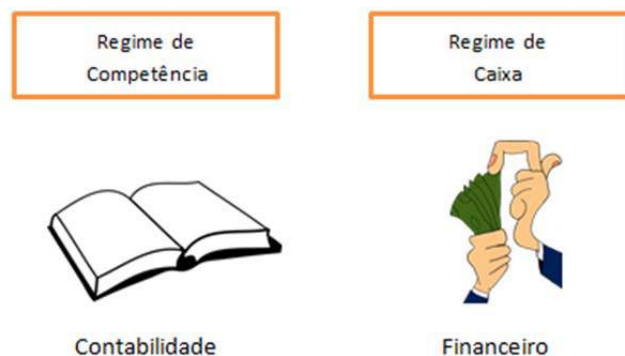 Regime de
Competência
Regime de
Caixa
Contabilidade
Financeiro